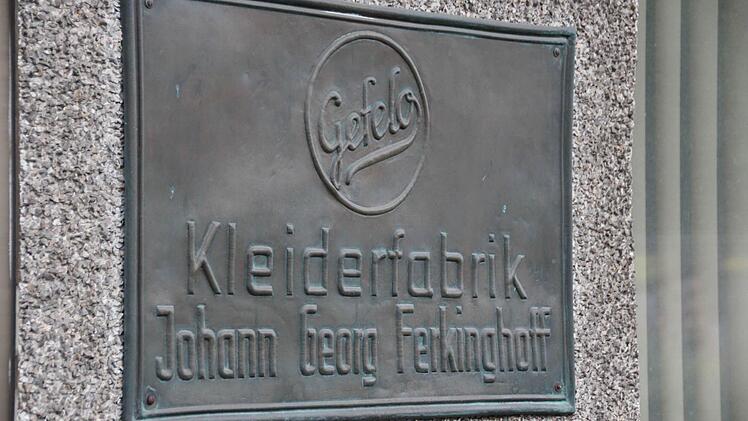 Gefelo
Kleiderfabrik
Johann Georg Ferkinghoff